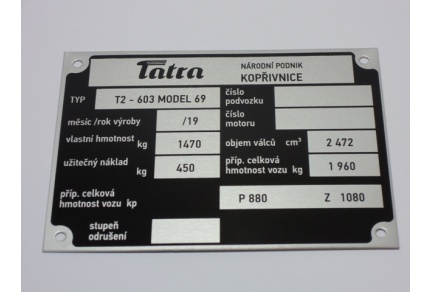 Tatra NÁRODNÍ PODNIK
KOPŘIVNICE
TYP T2 - 603 MODEL 69
číslo
podvozku
měsíc /rok výroby /19
číslo
motoru
vlastní hmotnost
kg 1470
objem válců cm³ 2 472
užitečný náklad
kg 450
příp. celková
hmotnost vozu kg 1 960
příp. celková
hmotnost vozu kp P 880 Z 1080
stupeň
odrušení